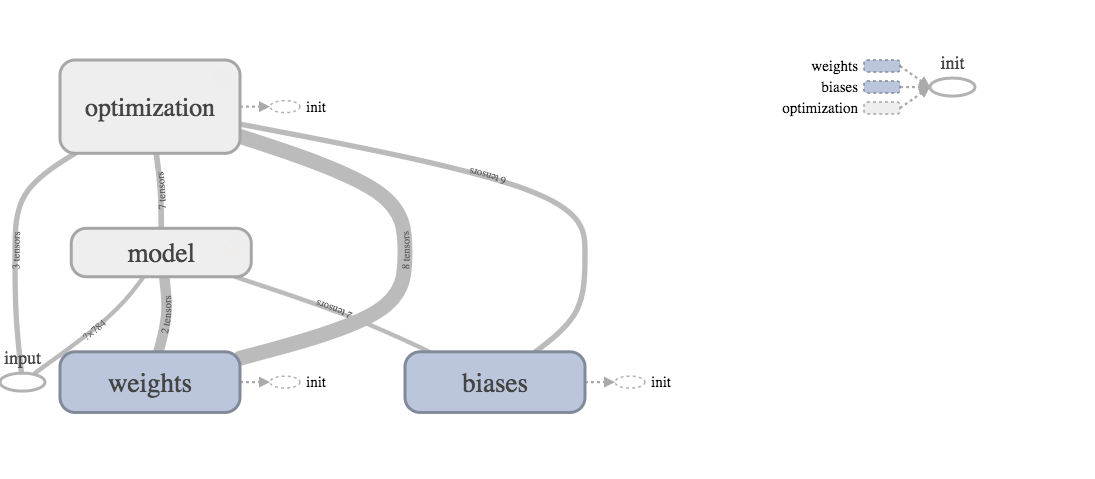 weights
init
biases
optimization
optimization
init
7 tensors
6 tensors
3 tensors
8 tensors
model
2 tensors
2 tensors
?x784
input
weights
init
biases
init